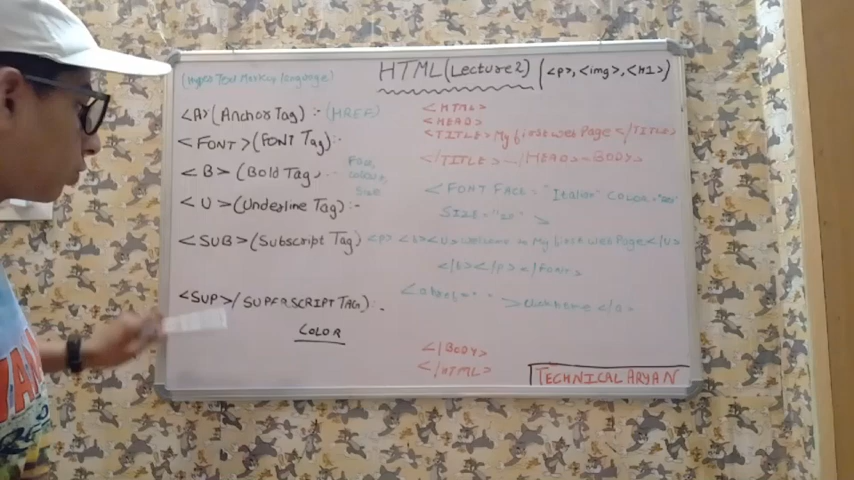 HTML(Lecture2) (<p>, <img>, <H1>)
(Hyper Text Markup language)
<A> (Anchor Tag) :- (HREF)
<FONT> (FONT Tag):-
<B> (Bold Tag) :-
Face,
colour,
Size
<U> (Underline Tag) :-
<SUB> (Subscript Tag)
<SUP>/SUPERSCRIPT TAG) :-
COLOR
<HTML>
<HEAD>
<TITLE> My first web Page </TITLE>
</TITLE> </HEAD> <BODY>
<FONT FACE = "Italian" COLOR =
SIZE = "20" >
<p> <b> <U> welcome to My first web Page </U>
</b> </p> </FONT>
<a href=" " > click here </a>
</BODY>
</HTML>
TECHNICAL ARYAN